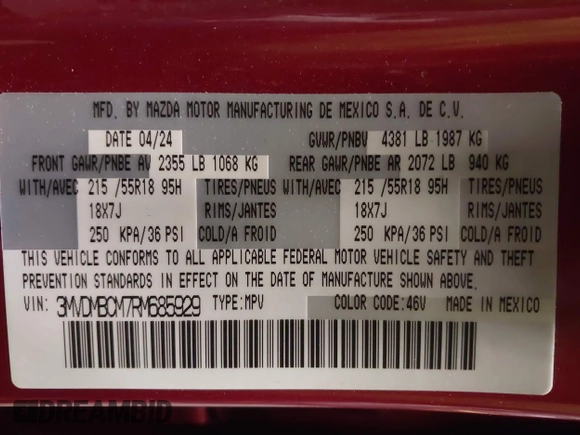 MFD. BY MAZDA MOTOR MANUFACTURING DE MEXICO S.A. DE C.V.
DATE 04/24 GVWR/PNBV 4381 LB 1987 KG
FRONT GAWR/PNBE AV 2355 LB 1068 KG REAR GAWR/PNBE AR 2072 LB 940 KG
WITH/AVEC 215 /55R18 95H TIRES/PNEUS WITH/AVEC 215 /55R18 95H TIRES/PNEUS
18X7J RIMS/JANTES 18X7J RIMS/JANTES
250 KPA/36 PSI COLD/A FROID 250 KPA/36 PSI COLD/A FROID
THIS VEHICLE CONFORMS TO ALL APPLICABLE FEDERAL MOTOR VEHICLE SAFETY AND THEFT
PREVENTION STANDARDS IN EFFECT ON THE DATE OF MANUFACTURE SHOWN ABOVE.
VIN: 3MVDMBCM7RM685929 TYPE:MPV COLOR CODE:46V MADE IN MEXICO
DREAMBID